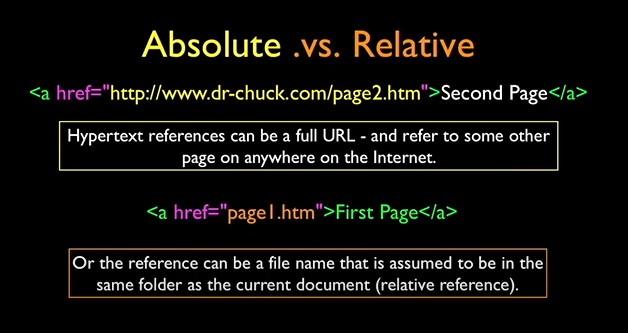 Absolute .vs. Relative
<a href="http://www.dr-chuck.com/page2.htm">Second Page</a>
Hypertext references can be a full URL - and refer to some other
page on anywhere on the Internet.
<a href="page1.htm">First Page</a>
Or the reference can be a file name that is assumed to be in the
same folder as the current document (relative reference).